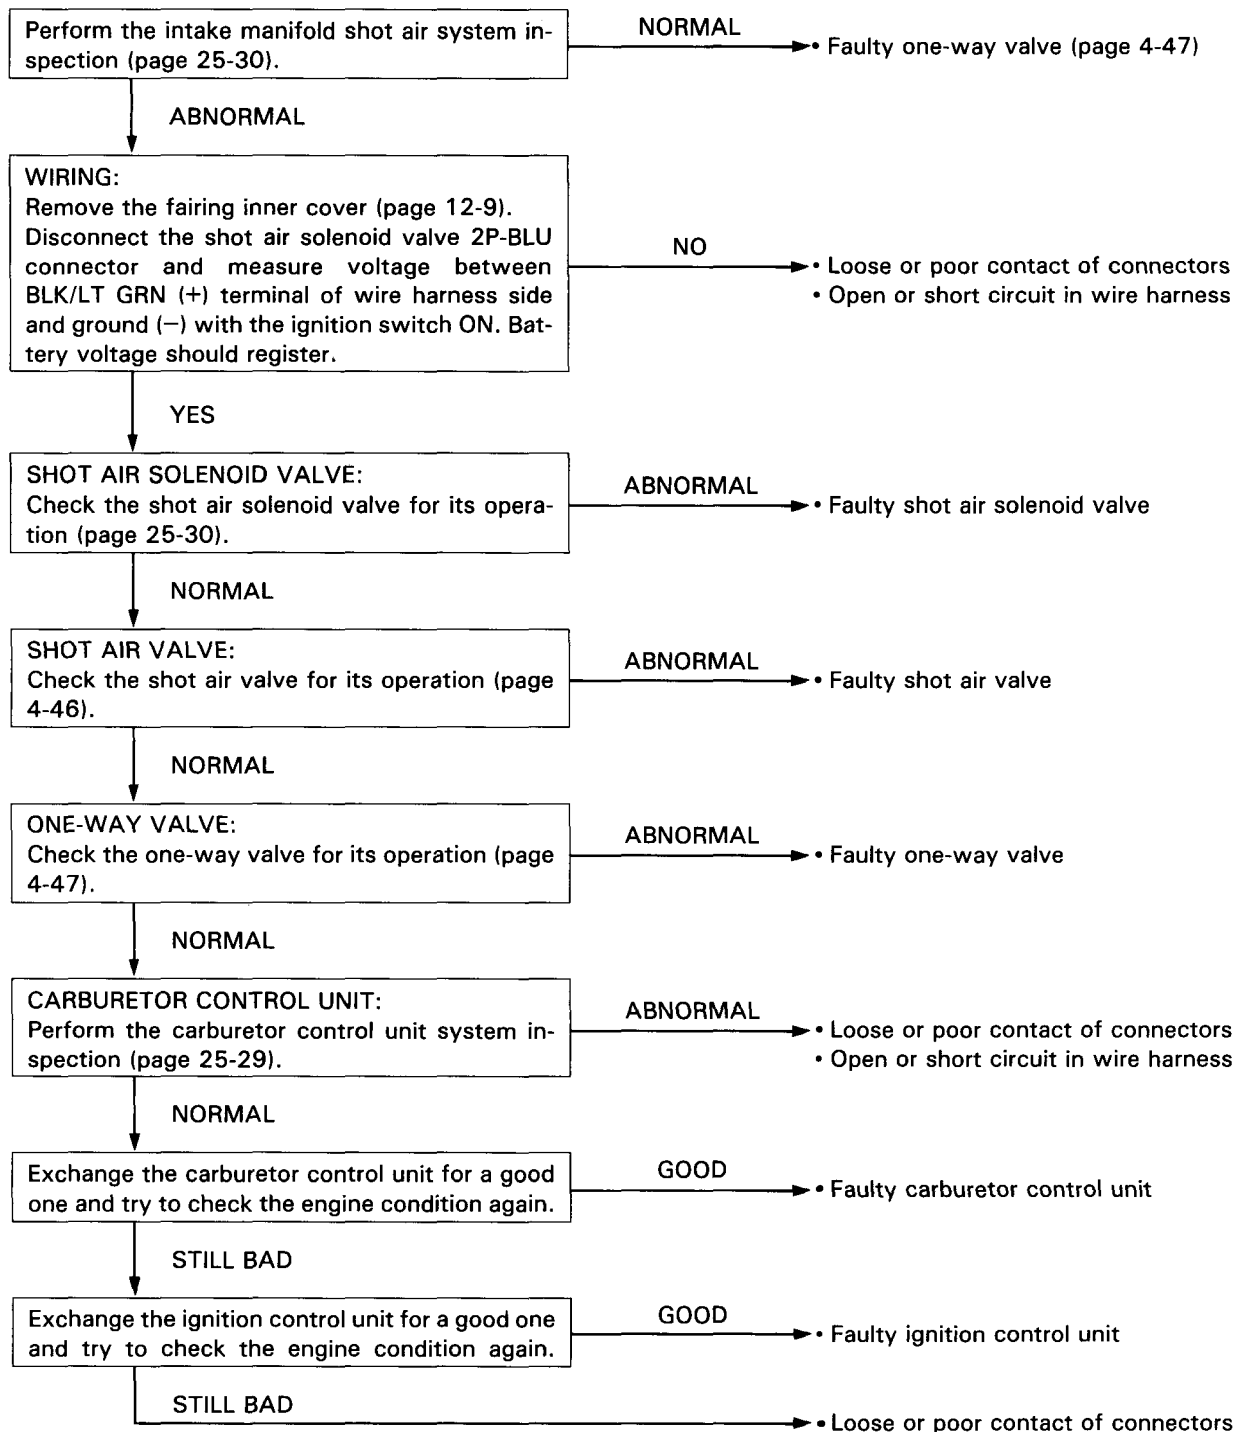 Perform the intake manifold shot air system in-
spection (page 25-30).
NORMAL
• Faulty one-way valve (page 4-47)
ABNORMAL
WIRING:
Remove the fairing inner cover (page 12-9).
Disconnect the shot air solenoid valve 2P-BLU
connector and measure voltage between
BLK/LT GRN (+) terminal of wire harness side
and ground (−) with the ignition switch ON. Bat-
tery voltage should register.
NO
• Loose or poor contact of connectors
• Open or short circuit in wire harness
YES
SHOT AIR SOLENOID VALVE:
Check the shot air solenoid valve for its opera-
tion (page 25-30).
ABNORMAL
• Faulty shot air solenoid valve
NORMAL
SHOT AIR VALVE:
Check the shot air valve for its operation (page
4-46).
ABNORMAL
• Faulty shot air valve
NORMAL
ONE-WAY VALVE:
Check the one-way valve for its operation (page
4-47).
ABNORMAL
• Faulty one-way valve
NORMAL
CARBURETOR CONTROL UNIT:
Perform the carburetor control unit system in-
spection (page 25-29).
ABNORMAL
• Loose or poor contact of connectors
• Open or short circuit in wire harness
NORMAL
Exchange the carburetor control unit for a good
one and try to check the engine condition again.
GOOD
• Faulty carburetor control unit
STILL BAD
Exchange the ignition control unit for a good one
and try to check the engine condition again.
GOOD
• Faulty ignition control unit
STILL BAD
• Loose or poor contact of connectors